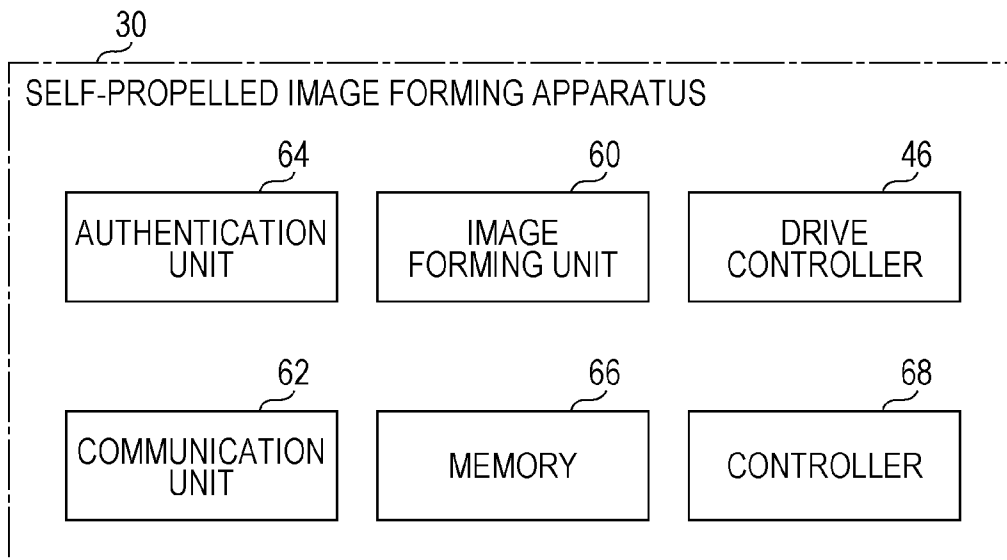 30
SELF-PROPELLED IMAGE FORMING APPARATUS
64
60
46
AUTHENTICATION
UNIT
IMAGE
FORMING UNIT
DRIVE
CONTROLLER
62
66
68
COMMUNICATION
UNIT
MEMORY
CONTROLLER